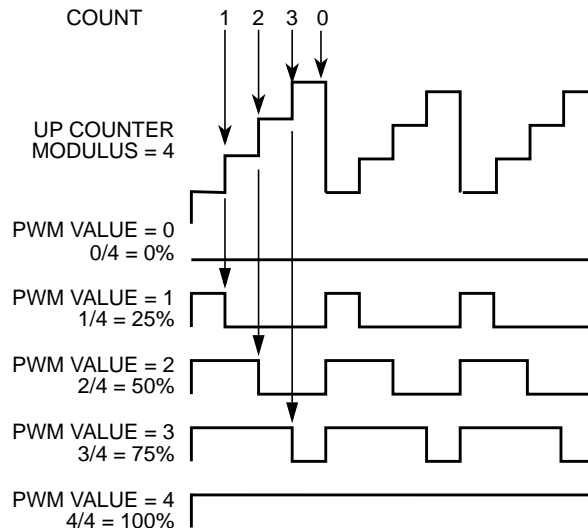 COUNT 1 2 3 0
UP COUNTER
MODULUS = 4
PWM VALUE = 0
0/4 = 0%
PWM VALUE = 1
1/4 = 25%
PWM VALUE = 2
2/4 = 50%
PWM VALUE = 3
3/4 = 75%
PWM VALUE = 4
4/4 = 100%